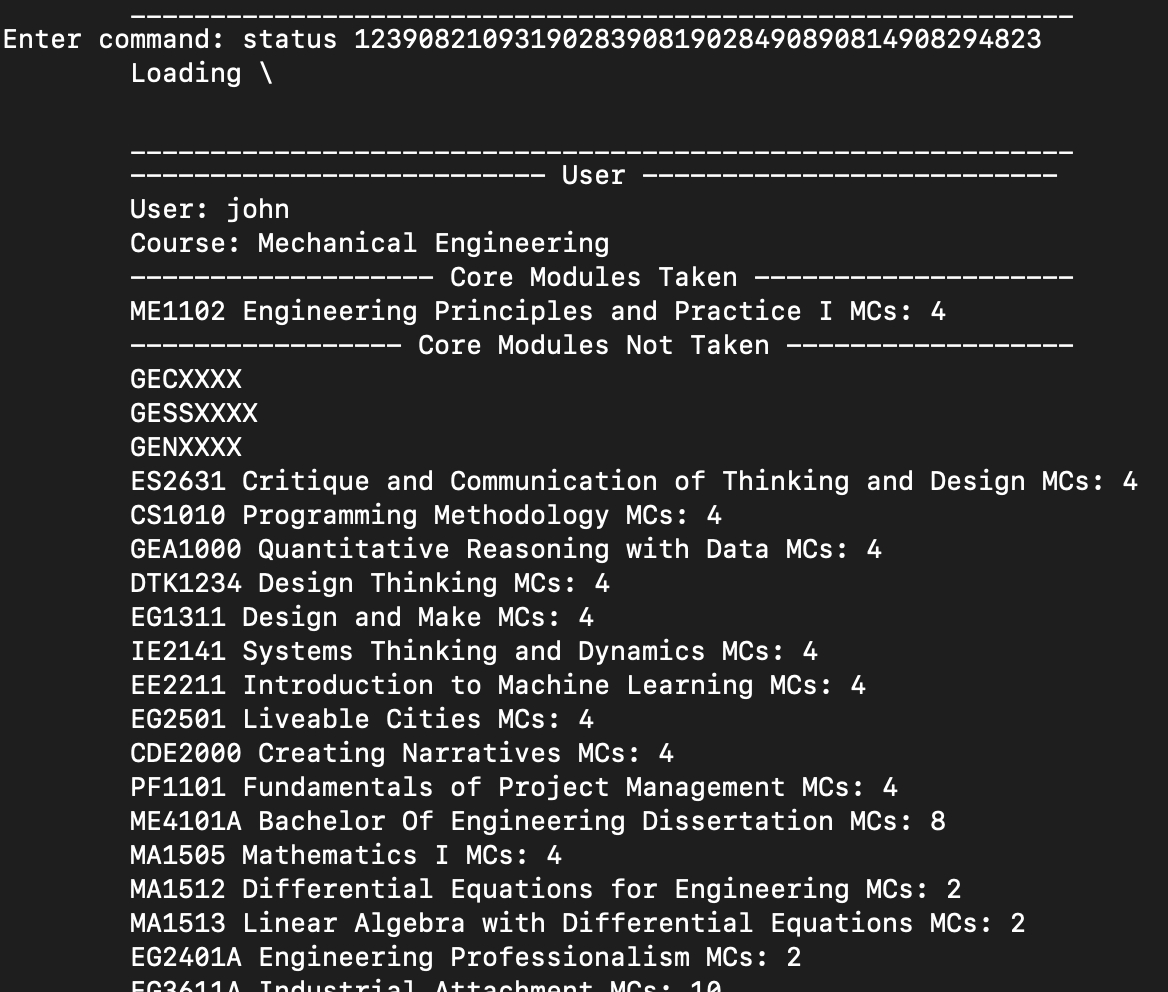 Enter command: status 1239082109319028390819028490890814908294823
Loading \
-------------------------- User --------------------------
User: john
Course: Mechanical Engineering
------------------- Core Modules Taken --------------------
ME1102 Engineering Principles and Practice I MCs: 4
----------------- Core Modules Not Taken ------------------
GECXXXX
GESSXXXX
GENXXXX
ES2631 Critique and Communication of Thinking and Design MCs: 4
CS1010 Programming Methodology MCs: 4
GEA1000 Quantitative Reasoning with Data MCs: 4
DTK1234 Design Thinking MCs: 4
EG1311 Design and Make MCs: 4
IE2141 Systems Thinking and Dynamics MCs: 4
EE2211 Introduction to Machine Learning MCs: 4
EG2501 Liveable Cities MCs: 4
CDE2000 Creating Narratives MCs: 4
PF1101 Fundamentals of Project Management MCs: 4
ME4101A Bachelor Of Engineering Dissertation MCs: 8
MA1505 Mathematics I MCs: 4
MA1512 Differential Equations for Engineering MCs: 2
MA1513 Linear Algebra with Differential Equations MCs: 2
EG2401A Engineering Professionalism MCs: 2
EG3611A Industrial Attachment MCs: 10